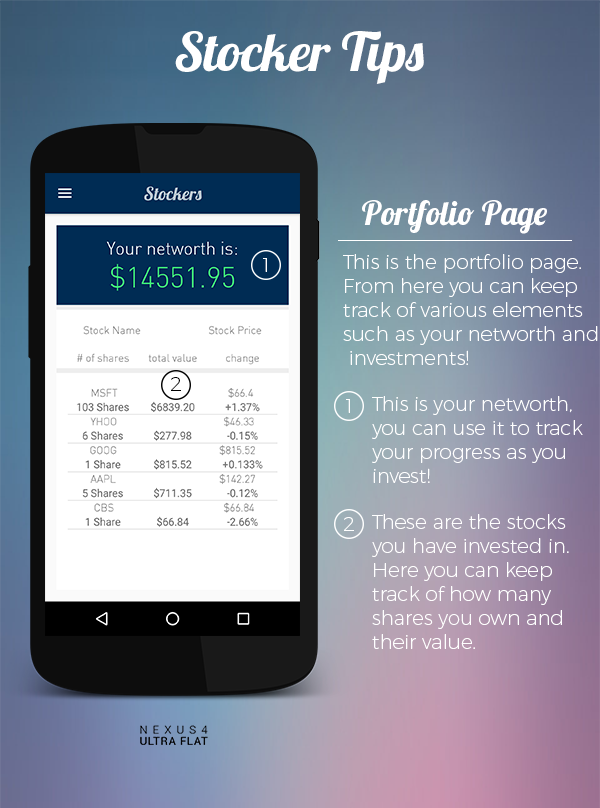 Stocker Tips
Stockers
Your networth is:
$14551.95
1
Stock Name Stock Price
# of shares total value change
2
MSFT $66.4
103 Shares $6839.20 +1.37%
YHOO $46.33
6 Shares $277.98 -0.15%
GOOG $815.52
1 Share $815.52 +0.133%
AAPL $142.27
5 Shares $711.35 -0.12%
CBS $66.84
1 Share $66.84 -2.66%
NEXUS4
ULTRA FLAT
Portfolio Page
This is the portfolio page.
From here you can keep
track of various elements
such as your networth and
investments!
1 This is your networth,
you can use it to track
your progress as you
invest!
2 These are the stocks
you have invested in.
Here you can keep
track of how many
shares you own and
their value.